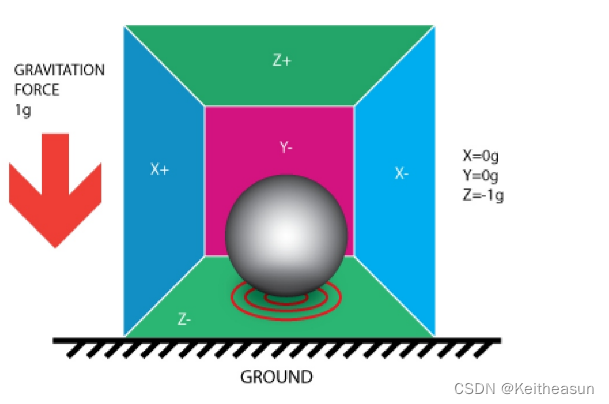 GRAVITATION
FORCE
1g
Z+
Y-
X+
X-
X=0g
Y=0g
Z=-1g
Z-
GROUND
CSDN @Keitheasun